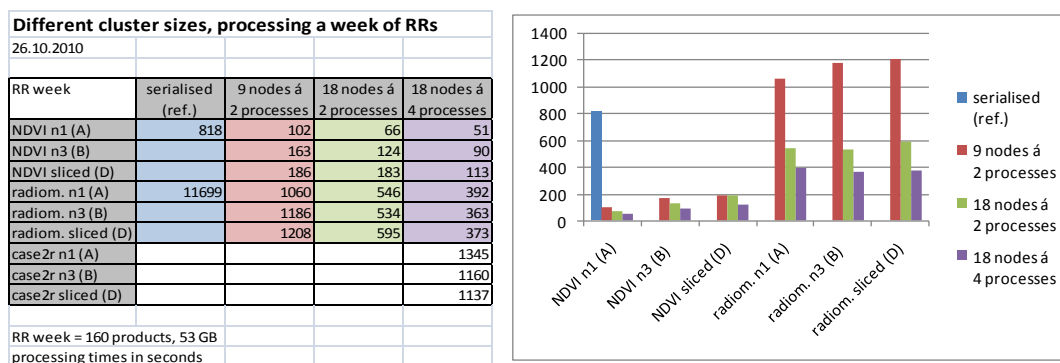 Different cluster sizes, processing a week of RRs
26.10.2010
RR week serialised (ref.) 9 nodes á 2 processes 18 nodes á 2 processes 18 nodes á 4 processes
NDVI n1 (A) 818 102 66 51
NDVI n3 (B) 163 124 90
NDVI sliced (D) 186 183 113
radiom. n1 (A) 11699 1060 546 392
radiom. n3 (B) 1186 534 363
radiom. sliced (D) 1208 595 373
case2r n1 (A) 1345
case2r n3 (B) 1160
case2r sliced (D) 1137
RR week = 160 products, 53 GB
processing times in seconds
1400
1200
1000
800
600
400
200
0
NDVI n1 (A)
NDVI n3 (B)
NDVI sliced (D)
radiom. n1 (A)
radiom. n3 (B)
radiom. sliced (D)
serialised
(ref.)
9 nodes á
2 processes
18 nodes á
2 processes
18 nodes á
4 processes